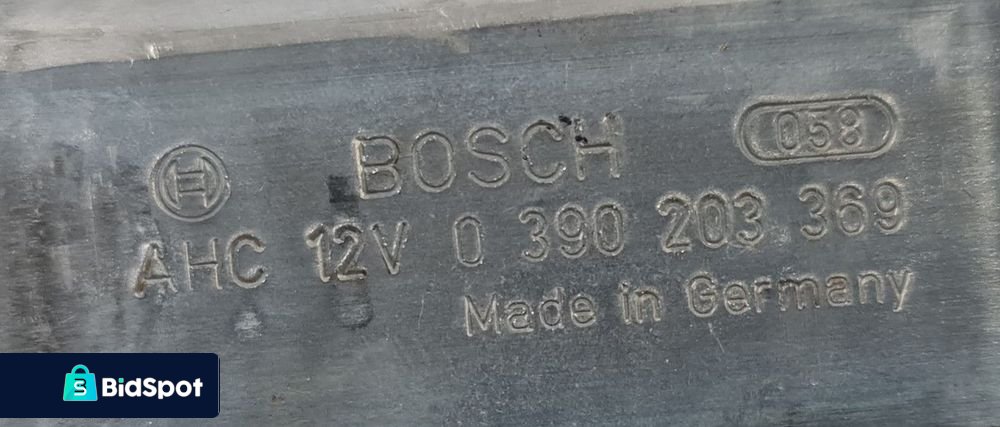 BOSCH 058
AHC 12V 0 390 203 369
Made in Germany
BidSpot